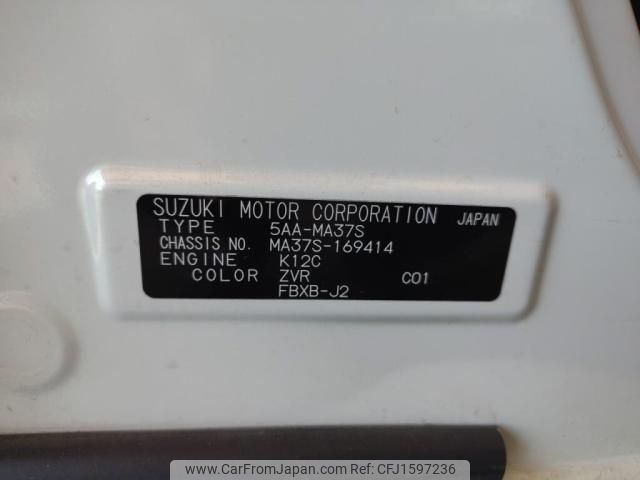 SUZUKI MOTOR CORPORATION JAPAN
TYPE 5AA-MA37S
CHASSIS NO. MA37S-169414
ENGINE K12C
COLOR ZVR C01
FBXB-J2
www.CarFromJapan.com - Ref No: CFJ1597236